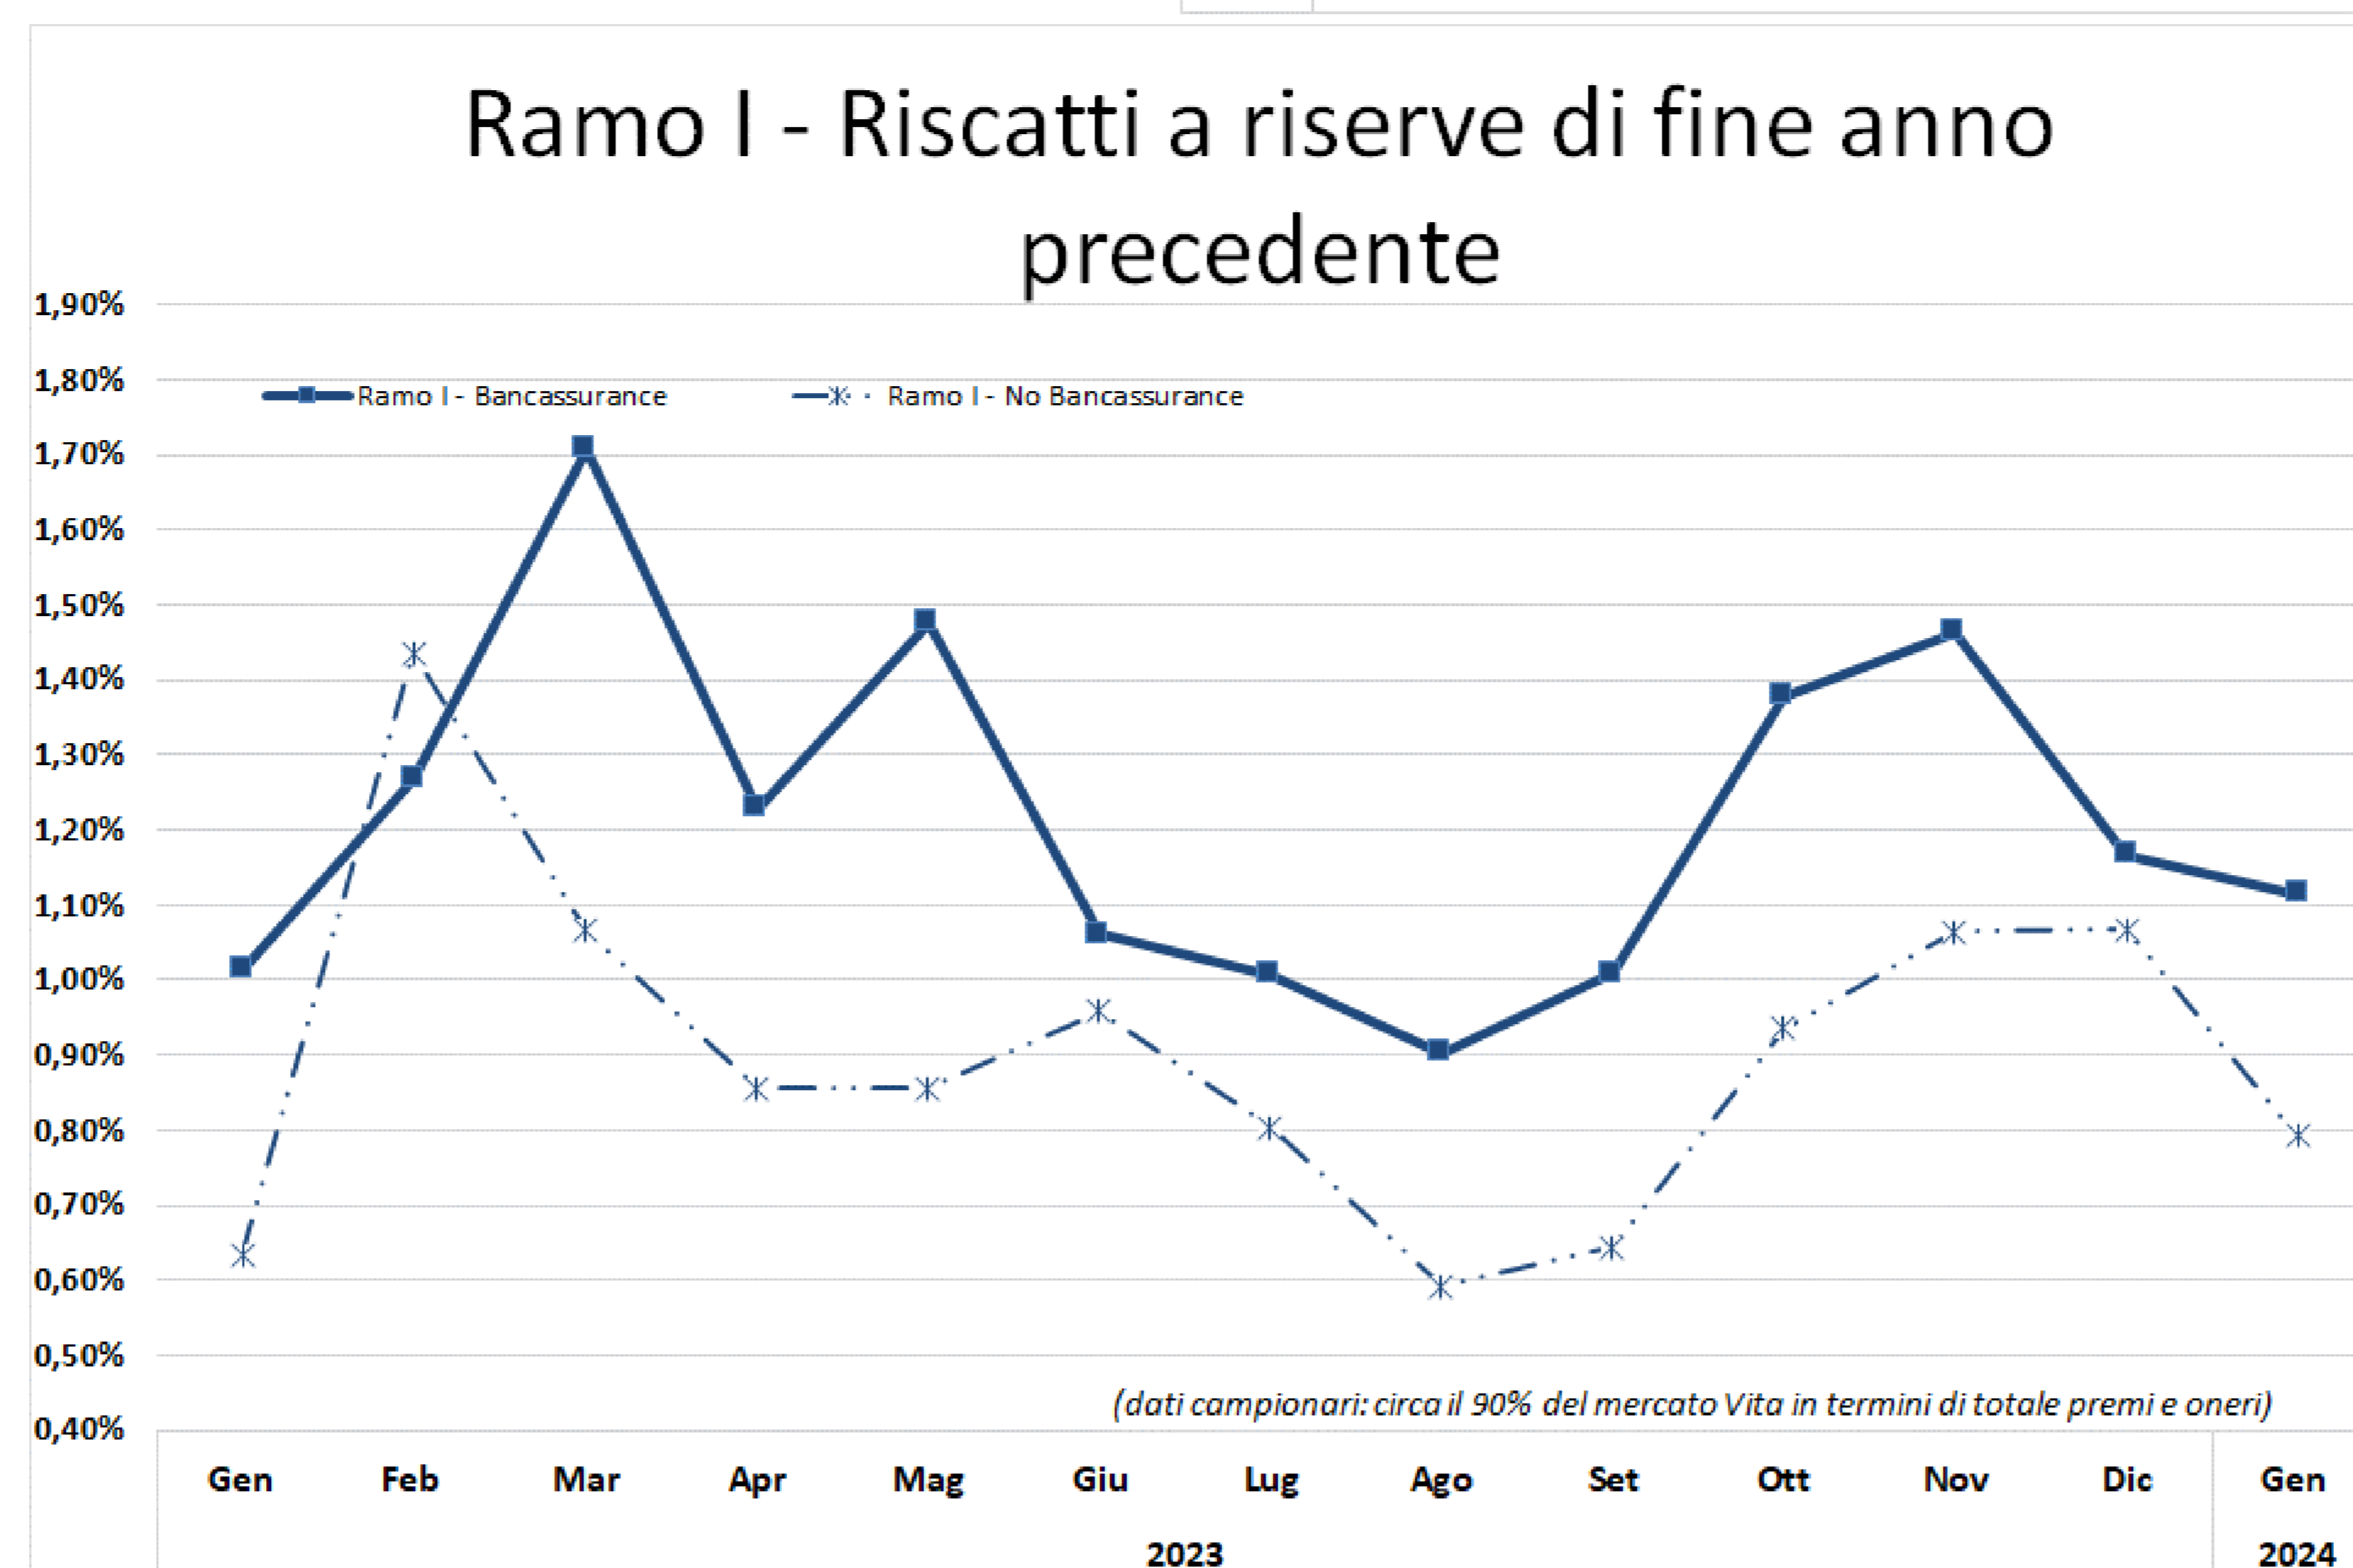 Ramo I - Riscatti a riserve di fine anno
precedente
1,90%
1,80%
Ramo I - Bancassurance
Ramo I - No Bancassurance
1,70%
1,60%
1,50%
1,40%
1,30%
1,20%
1,10%
1,00%
0,90%
0,80%
0,70%
0,60%
0,50%
(dati campionari: circa il 90% del mercato Vita in termini di totale premi e oneri)
0,40%
Gen Feb Mar Apr Mag Giu Lug Ago Set Ott Nov Dic Gen
2023 2024